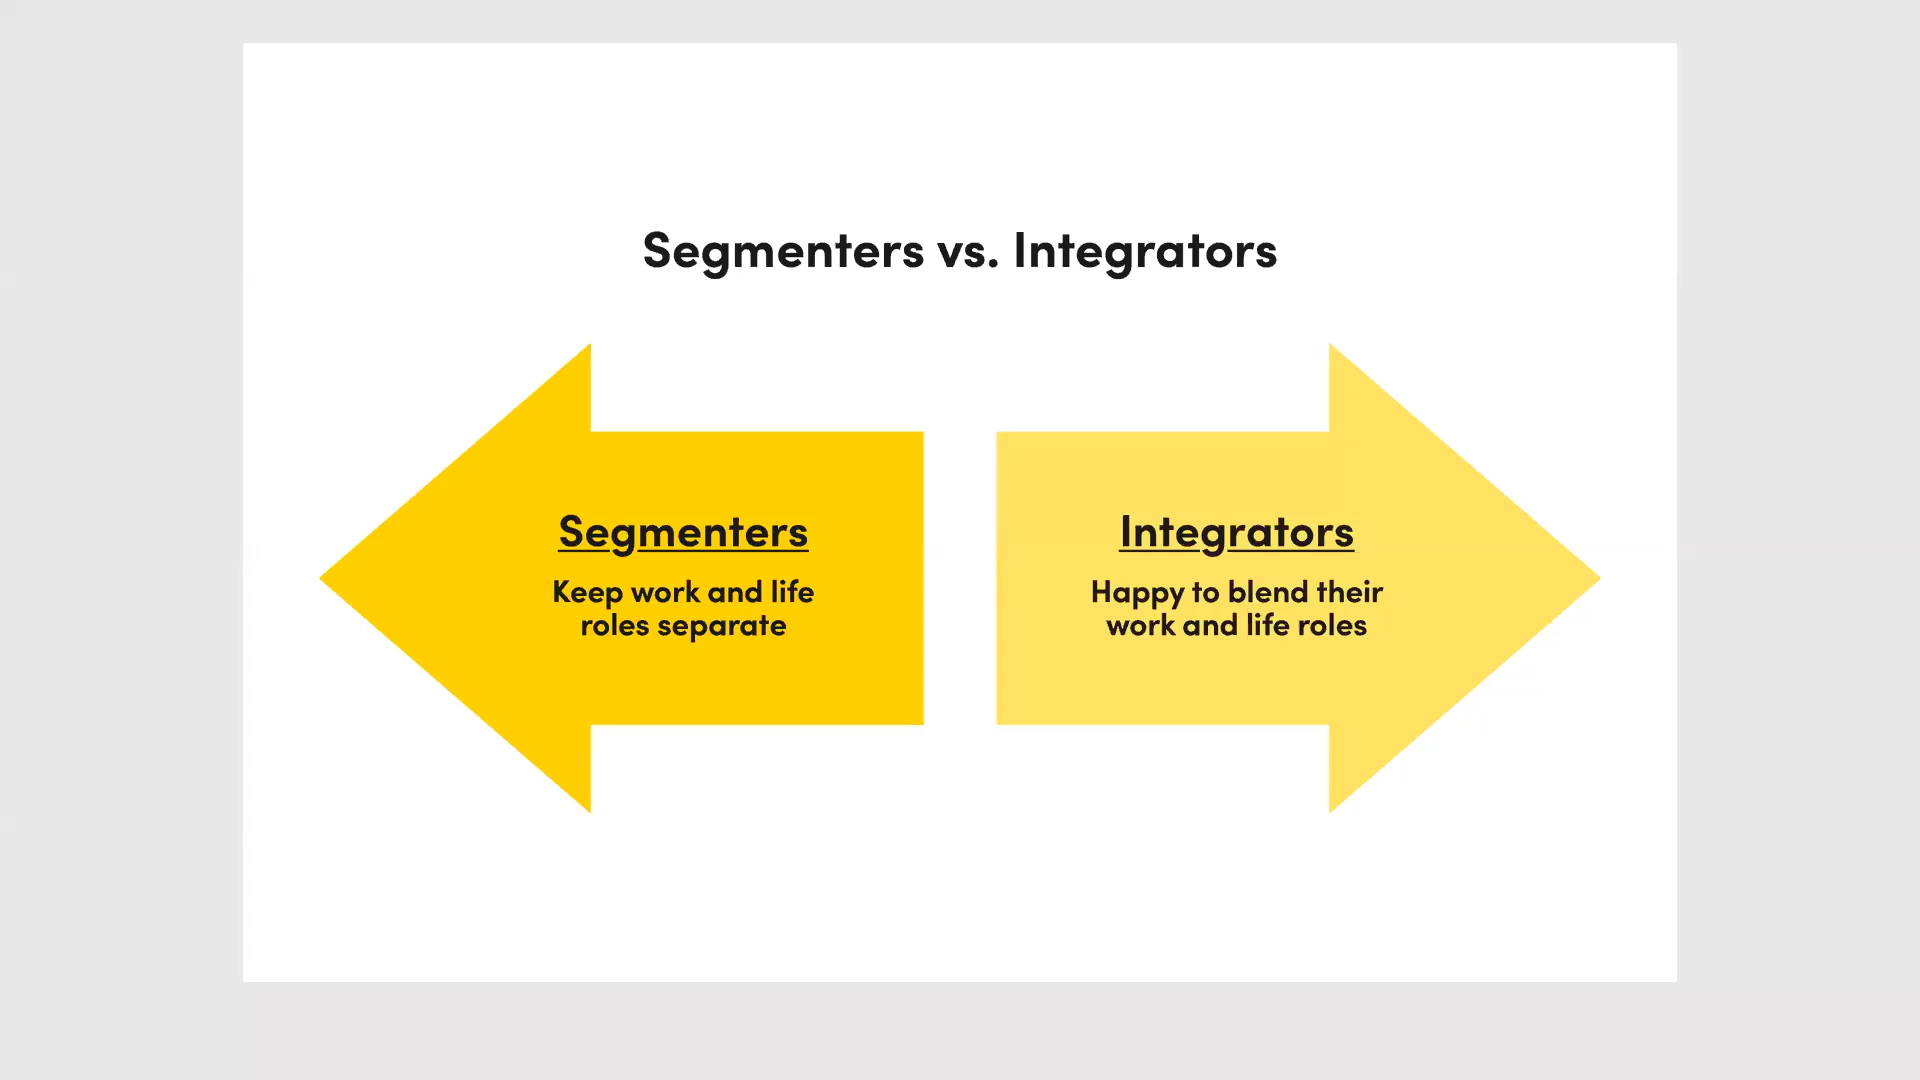 Segmenters vs. Integrators
Segmenters
Keep work and life
roles separate
Integrators
Happy to blend their
work and life roles